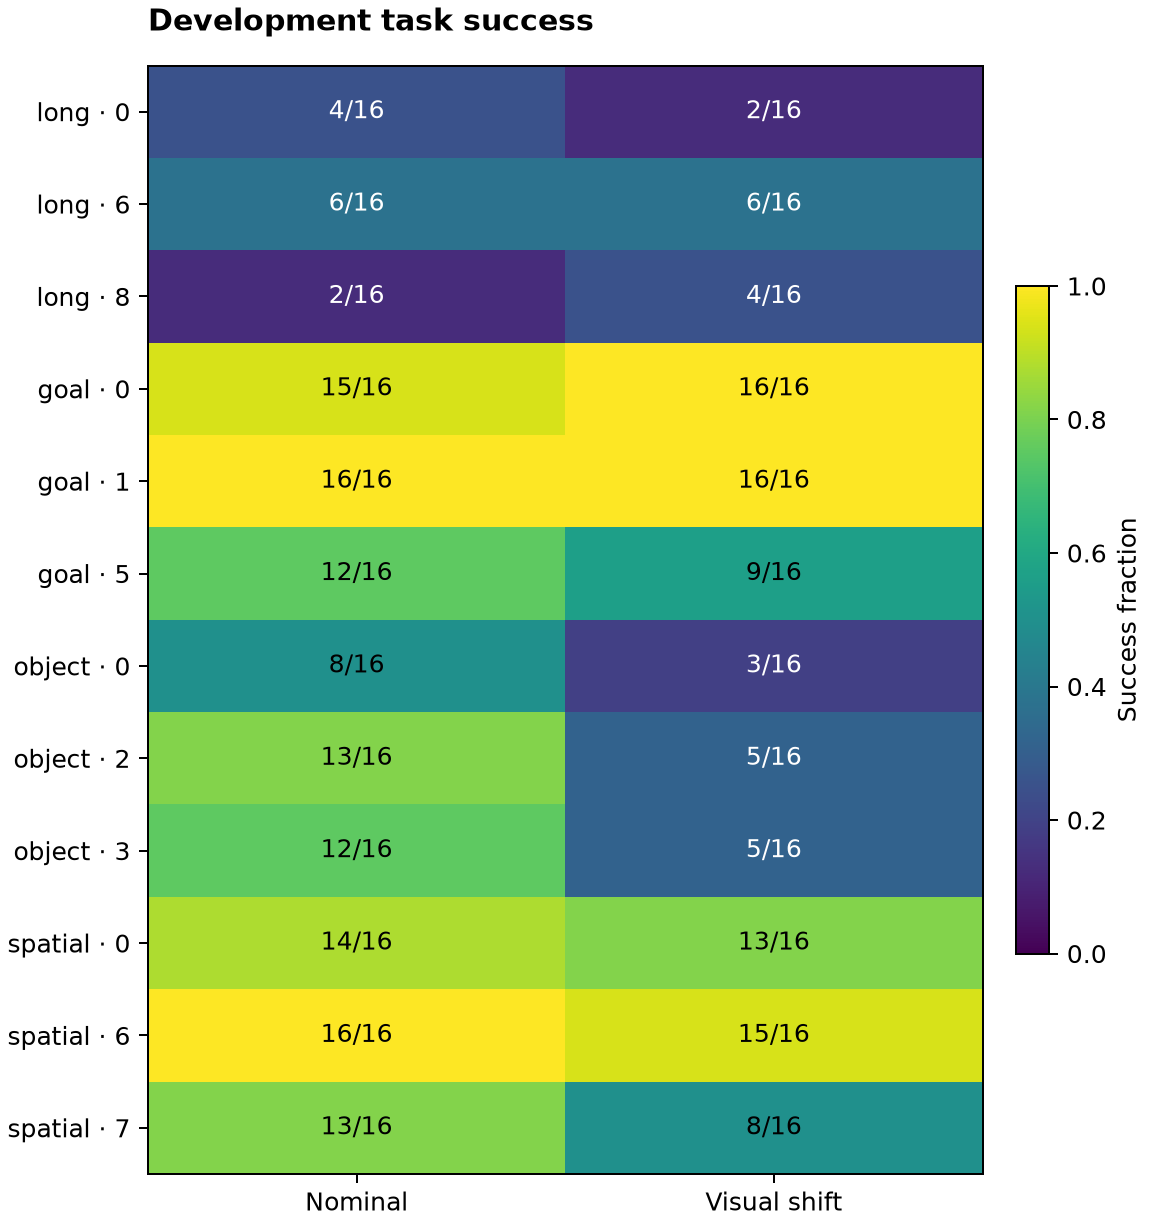 Development task success
long · 0 4/16 2/16
long · 6 6/16 6/16
long · 8 2/16 4/16
goal · 0 15/16 16/16
goal · 1 16/16 16/16
goal · 5 12/16 9/16
object · 0 8/16 3/16
object · 2 13/16 5/16
object · 3 12/16 5/16
spatial · 0 14/16 13/16
spatial · 6 16/16 15/16
spatial · 7 13/16 8/16
Nominal Visual shift
1.0
0.8
0.6
0.4
0.2
0.0
Success fraction